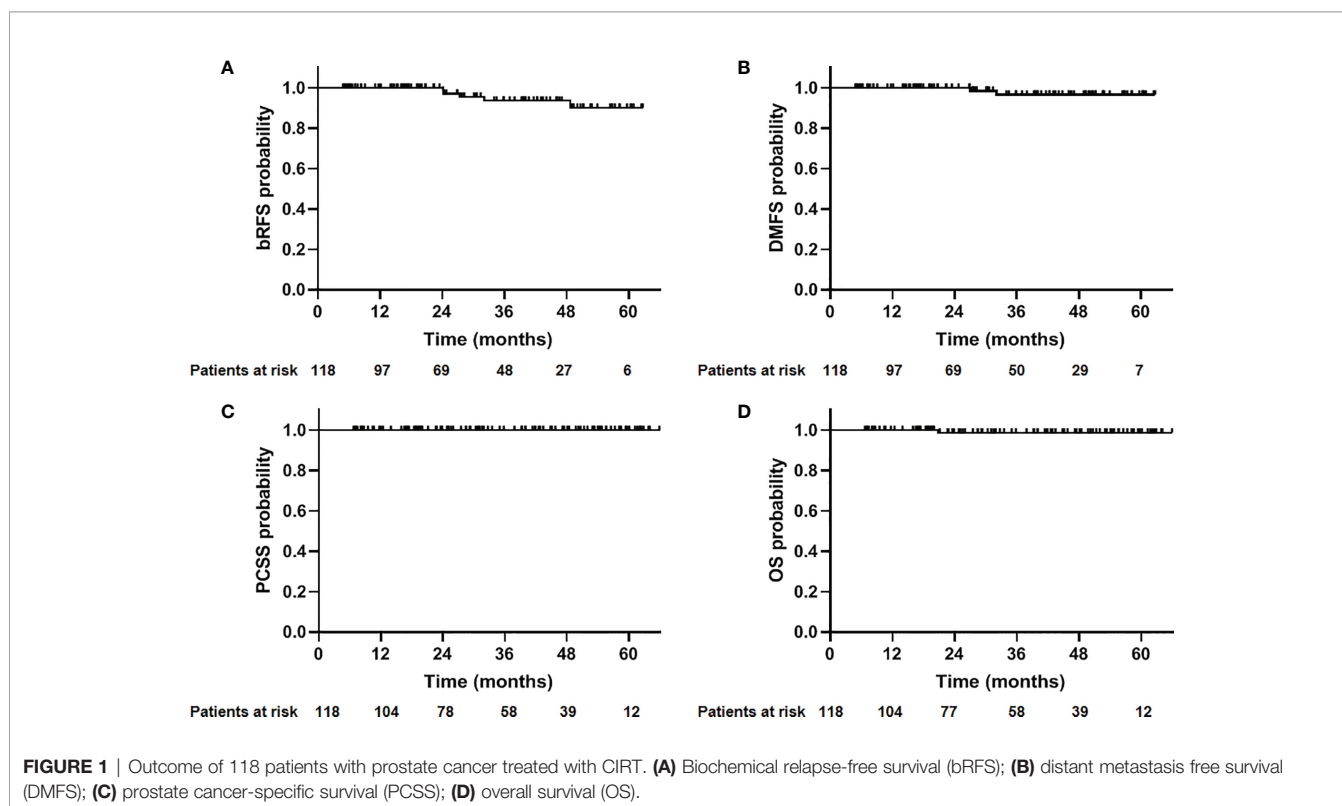 A
bRFS probability
1.0
0.8
0.6
0.4
0.2
0.0
0 12 24 36 48 60
Time (months)
Patients at risk 118 97 69 48 27 6
B
DMFS probability
1.0
0.8
0.6
0.4
0.2
0.0
0 12 24 36 48 60
Time (months)
Patients at risk 118 97 69 50 29 7
C
PCSS probability
1.0
0.8
0.6
0.4
0.2
0.0
0 12 24 36 48 60
Time (months)
Patients at risk 118 104 78 58 39 12
D
OS probability
1.0
0.8
0.6
0.4
0.2
0.0
0 12 24 36 48 60
Time (months)
Patients at risk 118 104 77 58 39 12
FIGURE 1 | Outcome of 118 patients with prostate cancer treated with CIRT. (A) Biochemical relapse-free survival (bRFS); (B) distant metastasis free survival
(DMFS); (C) prostate cancer-specific survival (PCSS); (D) overall survival (OS).